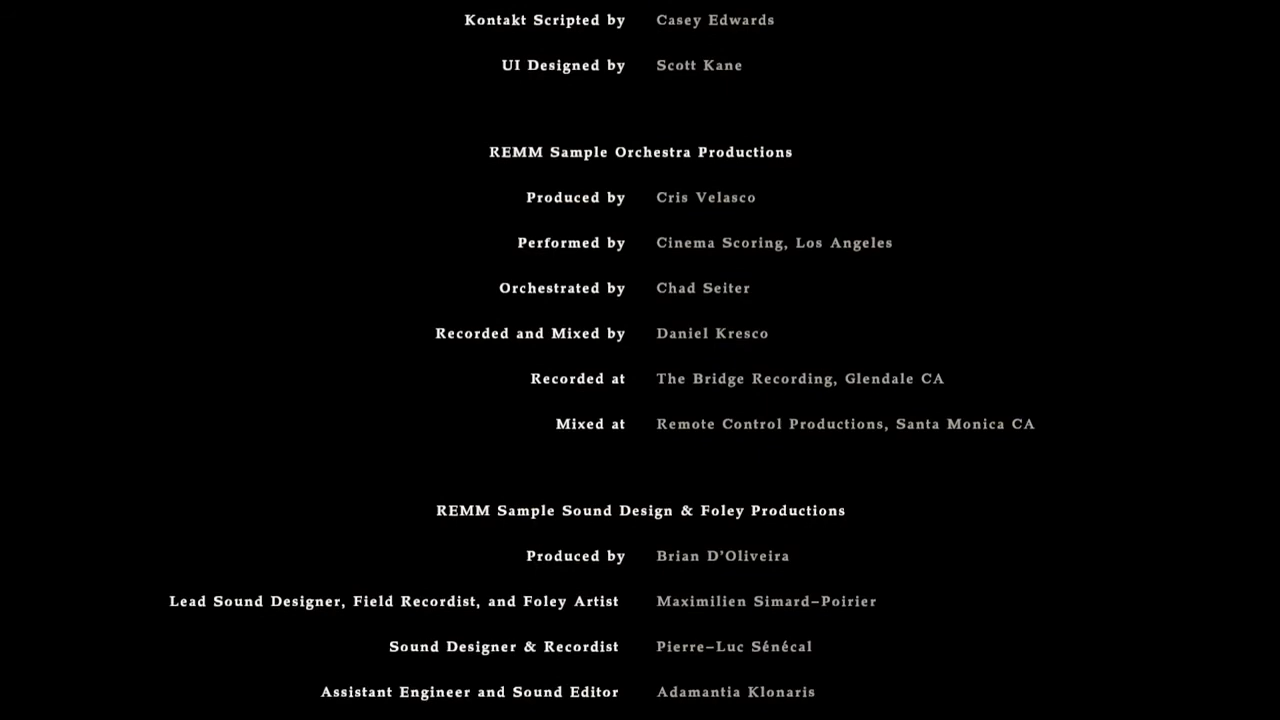 Kontakt Scripted by Casey Edwards
UI Designed by Scott Kane
REMM Sample Orchestra Productions
Produced by Cris Velasco
Performed by Cinema Scoring, Los Angeles
Orchestrated by Chad Seiter
Recorded and Mixed by Daniel Kresco
Recorded at The Bridge Recording, Glendale CA
Mixed at Remote Control Productions, Santa Monica CA
REMM Sample Sound Design & Foley Productions
Produced by Brian D’Oliveira
Lead Sound Designer, Field Recordist, and Foley Artist Maximilien Simard–Poirier
Sound Designer & Recordist Pierre–Luc Sénécal
Assistant Engineer and Sound Editor Adamantia Klonaris